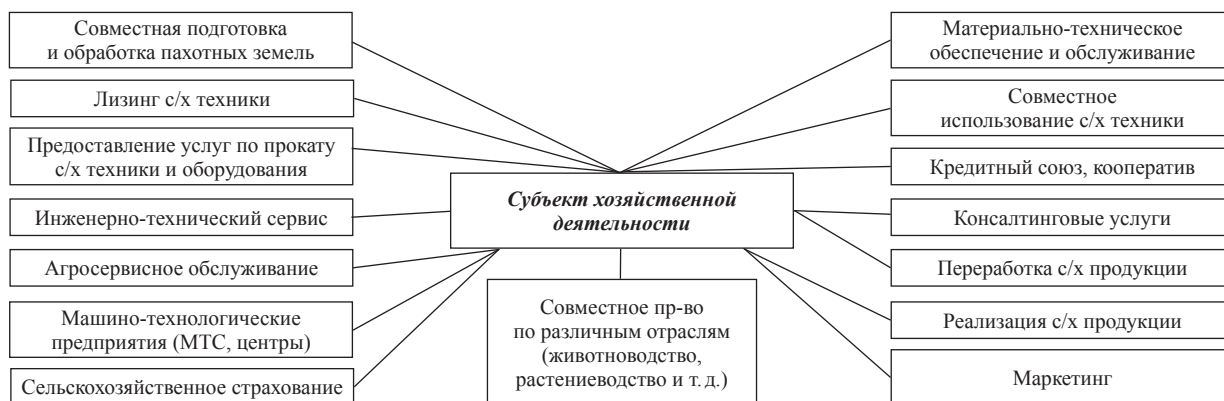 Совместная подготовка
и обработка пахотных земель
Лизинг с/х техники
Предоставление услуг по прокату
с/х техники и оборудования
Инженерно-технический сервис
Агросервисное обслуживание
Машино-технологические
предприятия (МТС, центры)
Сельскохозяйственное страхование
Субъект хозяйственной
деятельности
Совместное пр-во
по различным отраслям
(животноводство,
растениеводство и т. д.)
Материально-техническое
обеспечение и обслуживание
Совместное
использование с/х техники
Кредитный союз, кооператив
Консалтинговые услуги
Переработка с/х продукции
Реализация с/х продукции
Маркетинг